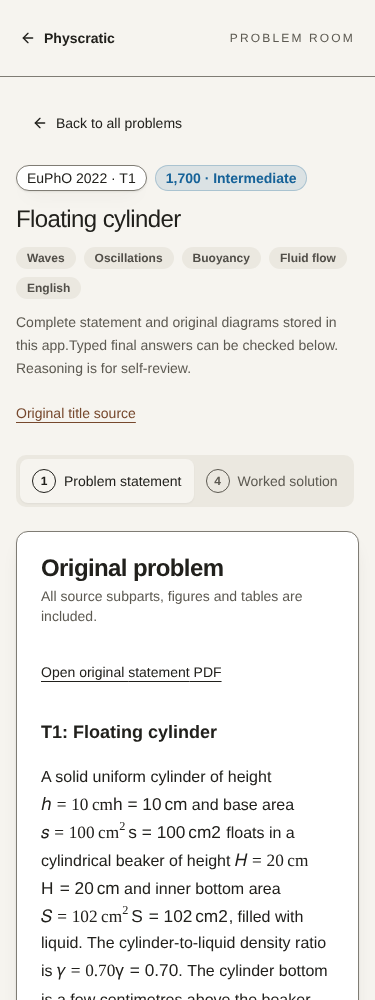 Physcratic
PROBLEM ROOM
Back to all problems
EuPhO 2022 · T1
1,700 · Intermediate
Floating cylinder
Waves
Oscillations
Buoyancy
Fluid flow
English
Complete statement and original diagrams stored in
this app.Typed final answers can be checked below.
Reasoning is for self-review.
Original title source
1 Problem statement
4 Worked solution
Original problem
All source subparts, figures and tables are
included.
Open original statement PDF
T1: Floating cylinder
A solid uniform cylinder of height
h = 10 cmh = 10 cm and base area
s = 100 cm² s = 100 cm2 floats in a
cylindrical beaker of height H = 20 cm
H = 20 cm and inner bottom area
S = 102 cm² S = 102 cm2, filled with
liquid. The cylinder-to-liquid density ratio
is γ = 0.70γ = 0.70. The cylinder bottom
is a few centimetres above the beaker